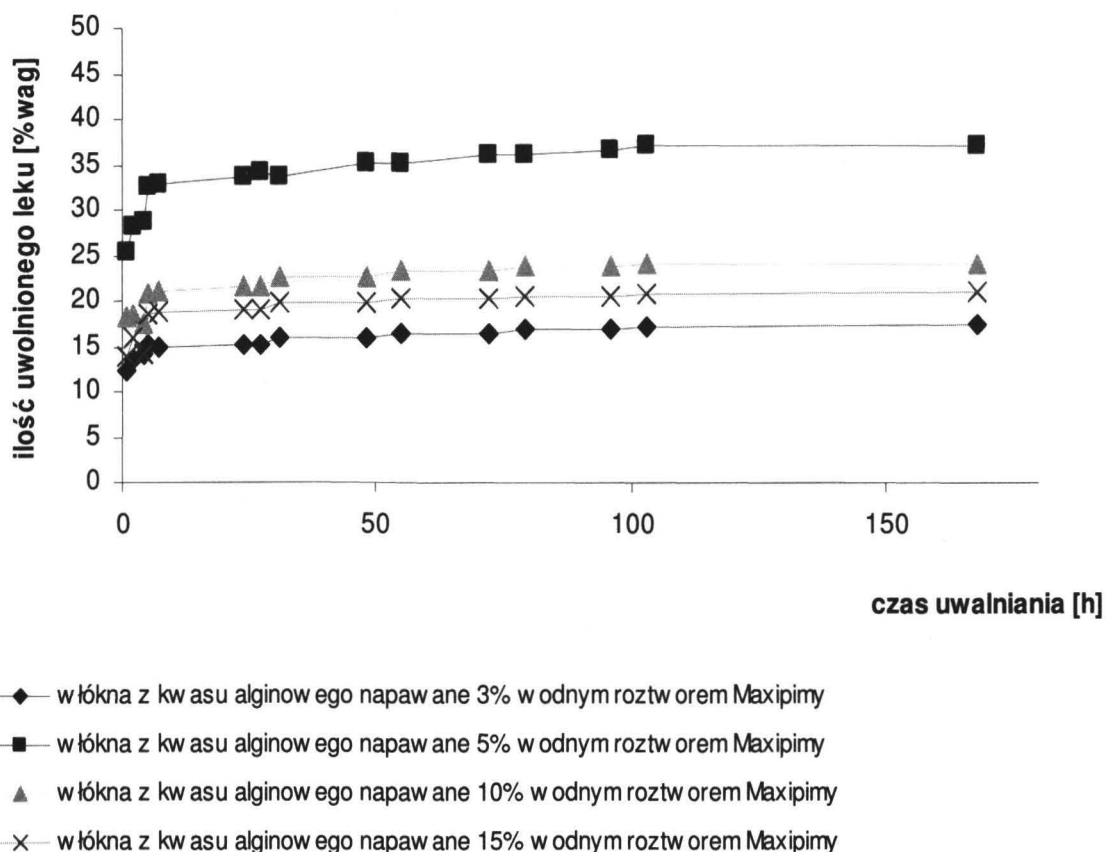 ilość uwolnionego leku [%wag]
50
45
40
35
30
25
20
15
10
5
0
0 50 100 150
czas uwalniania [h]
włókna z kwasu alginowego napawane 3% wodnym roztworem Maxipimy
włókna z kwasu alginowego napawane 5% wodnym roztworem Maxipimy
włókna z kwasu alginowego napawane 10% wodnym roztworem Maxipimy
włókna z kwasu alginowego napawane 15% wodnym roztworem Maxipimy